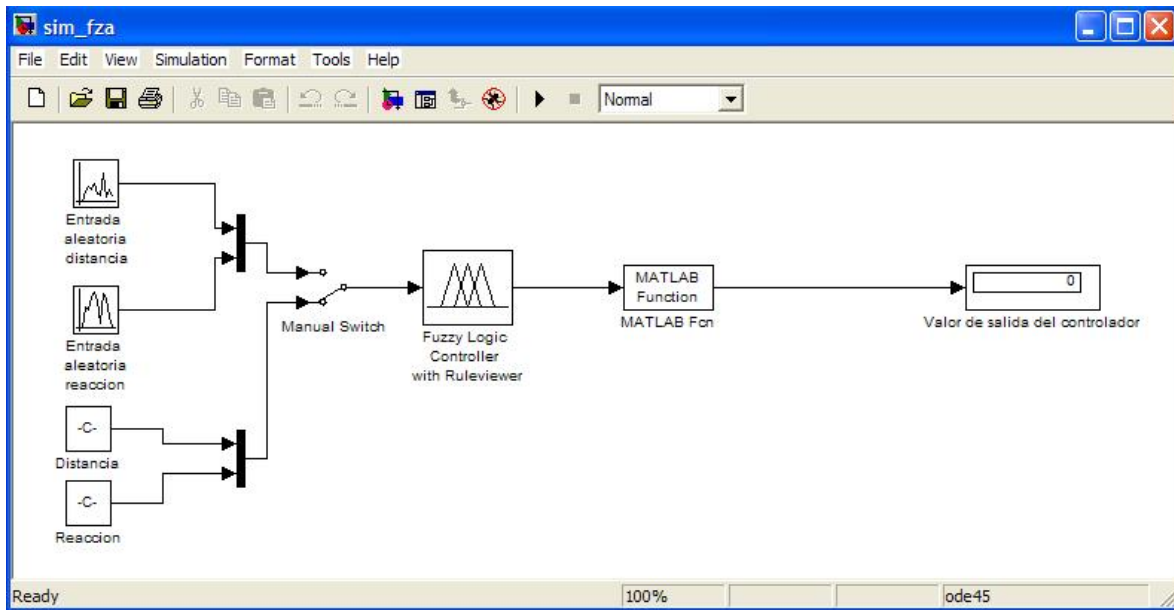 sim_fza
File Edit View Simulation Format Tools Help
Normal
Entrada
aleatoria
distancia
Entrada
aleatoria
reaccion
-C-
Distancia
-C-
Reaccion
Manual Switch
Fuzzy Logic
Controller
with Ruleviewer
MATLAB
Function
MATLAB Fcn
0
Valor de salida del controlador
Ready 100% ode45